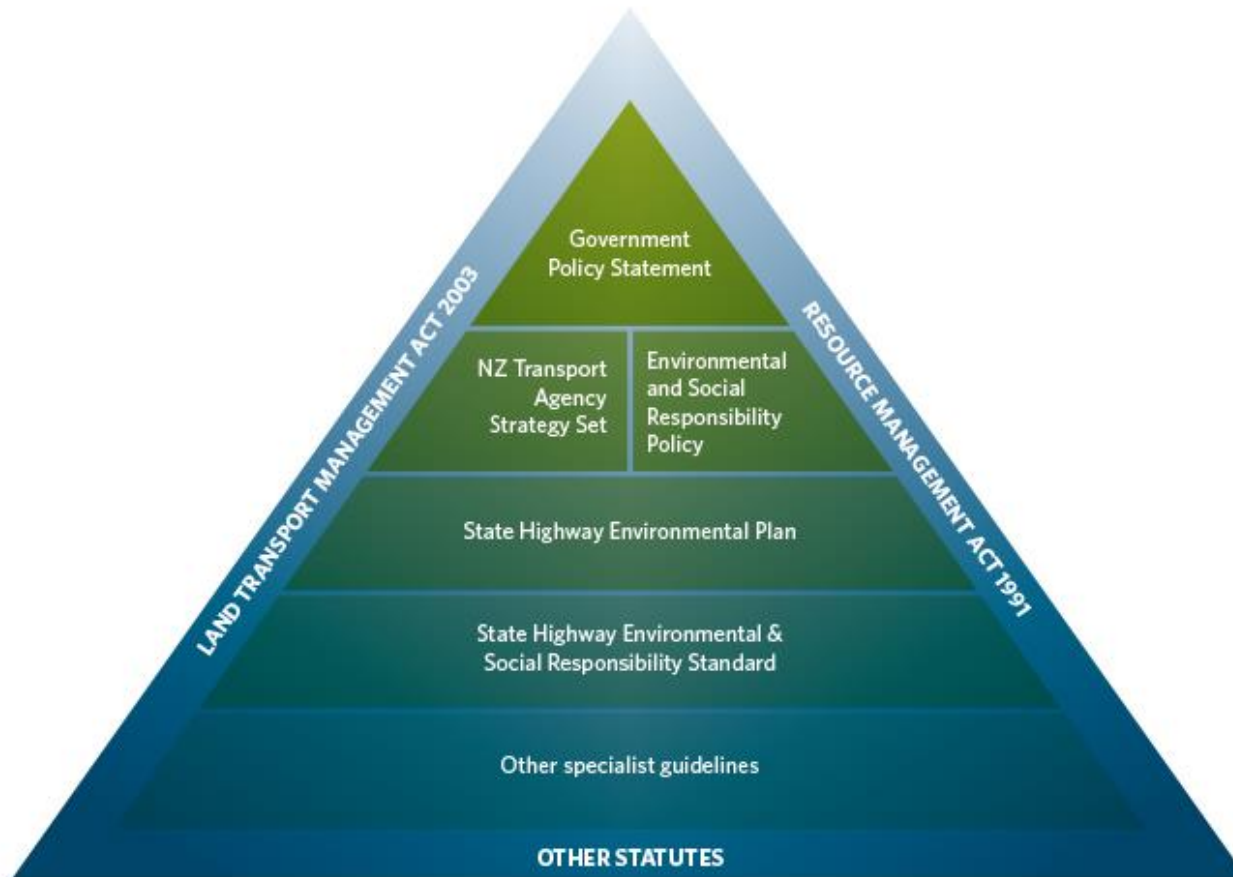 Government
Policy Statement
LAND TRANSPORT MANAGEMENT ACT 2003
RESOURCE MANAGEMENT ACT 1991
NZ Transport
Agency
Strategy Set
Environmental
and Social
Responsibility
Policy
State Highway Environmental Plan
State Highway Environmental &
Social Responsibility Standard
Other specialist guidelines
OTHER STATUTES